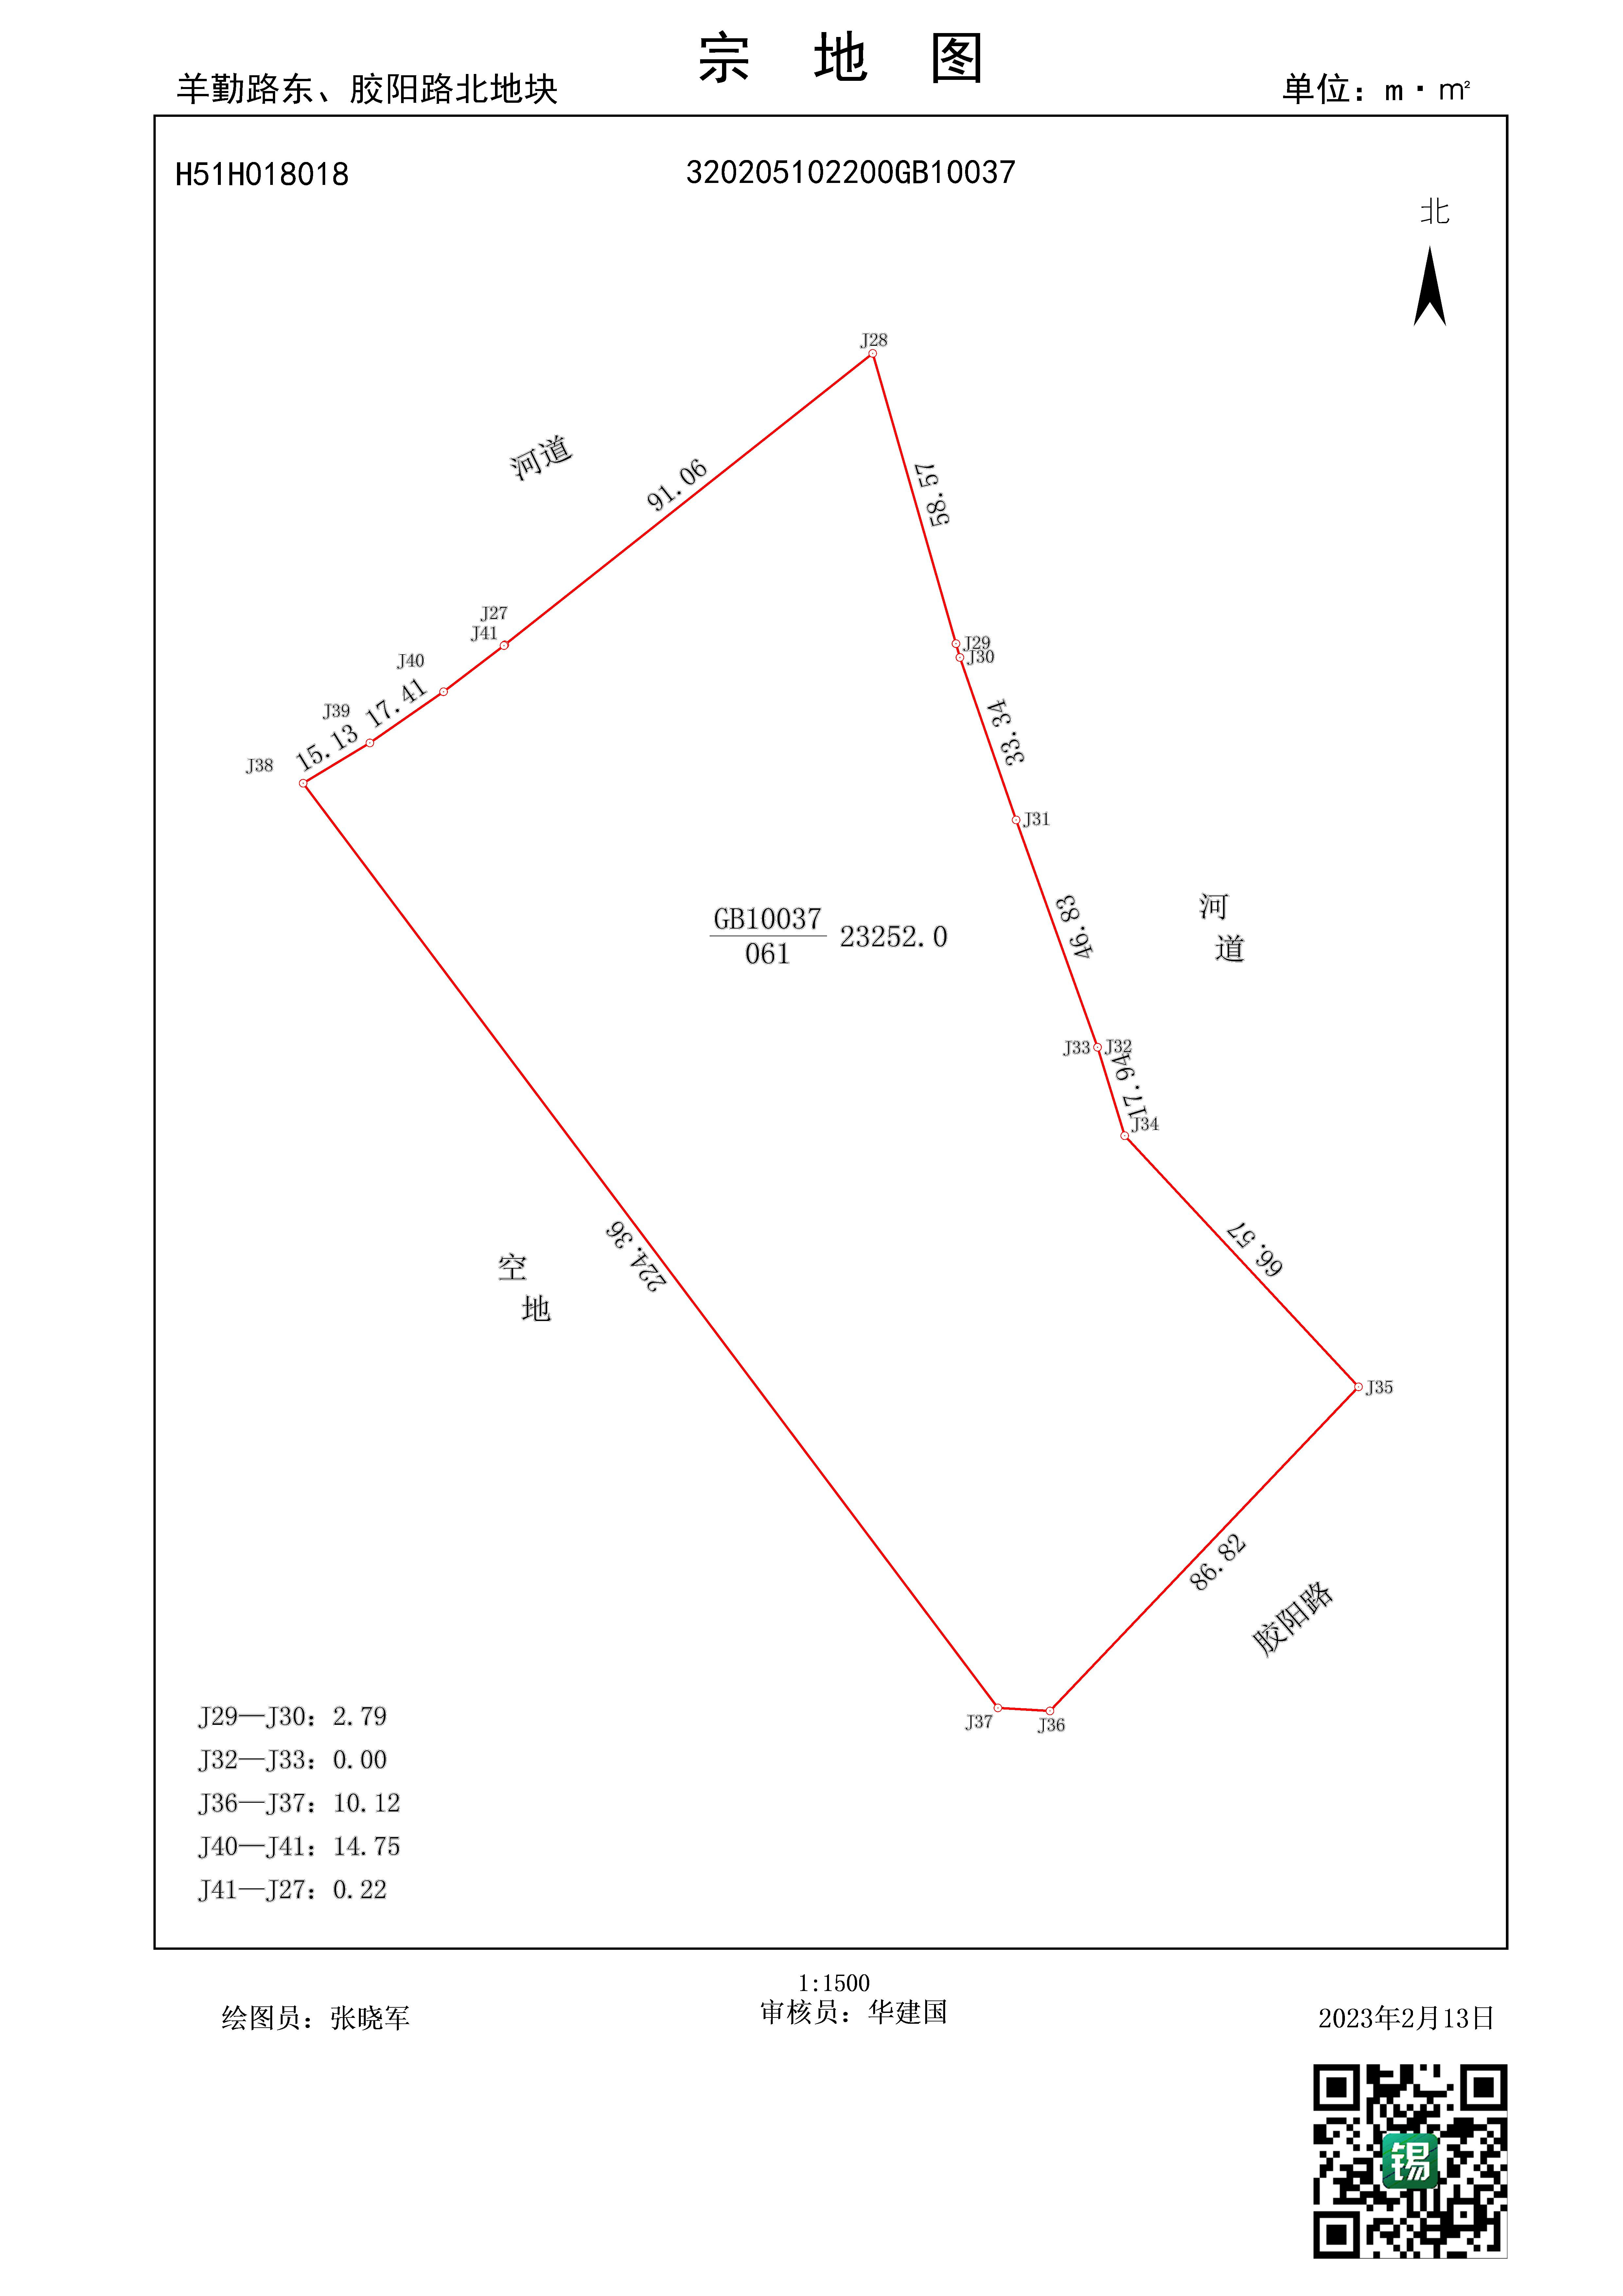 宗 地 图
羊勤路东、胶阳路北地块
单位：m·㎡
H51H018018
320205102200GB10037
北
J28
河道
91.06
58.57
J27
J41
J29
J30
J40
17.41
J39
15.13
J38
33.34
J31
GB10037
061
23252.0
46.83
河
道
J33
J32
17.94
J34
224.36
空
地
66.57
J35
86.82
胶阳路
J37
J36
J29—J30：2.79
J32—J33：0.00
J36—J37：10.12
J40—J41：14.75
J41—J27：0.22
1:1500
绘图员：张晓军
审核员：华建国
2023年2月13日
锡